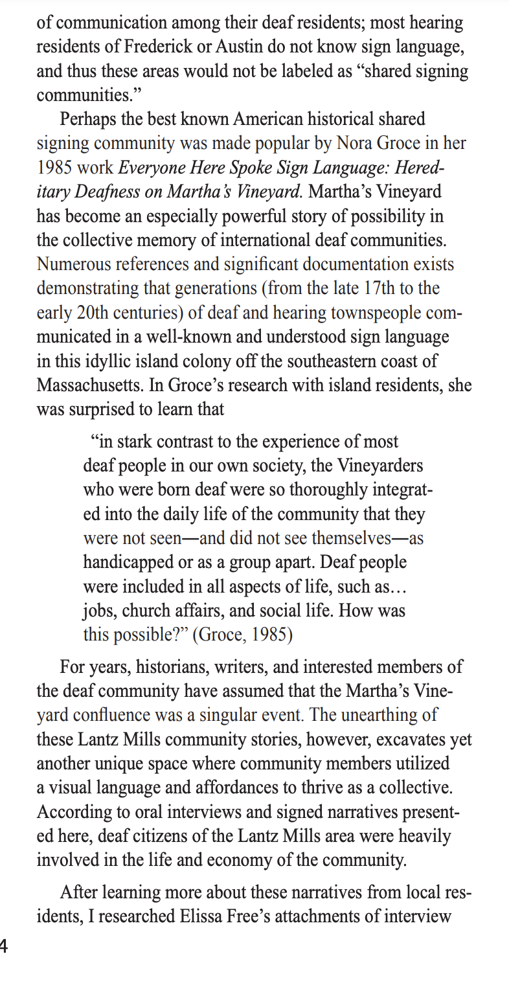 of communication among their deaf residents; most hearing
residents of Frederick or Austin do not know sign language,
and thus these areas would not be labeled as “shared signing
communities.”
Perhaps the best known American historical shared
signing community was made popular by Nora Groce in her
1985 work Everyone Here Spoke Sign Language: Hered-
itary Deafness on Martha’s Vineyard. Martha’s Vineyard
has become an especially powerful story of possibility in
the collective memory of international deaf communities.
Numerous references and significant documentation exists
demonstrating that generations (from the late 17th to the
early 20th centuries) of deaf and hearing townspeople com-
municated in a well-known and understood sign language
in this idyllic island colony off the southeastern coast of
Massachusetts. In Groce’s research with island residents, she
was surprised to learn that
“in stark contrast to the experience of most
deaf people in our own society, the Vineyarders
who were born deaf were so thoroughly integrat-
ed into the daily life of the community that they
were not seen—and did not see themselves—as
handicapped or as a group apart. Deaf people
were included in all aspects of life, such as…
jobs, church affairs, and social life. How was
this possible?” (Groce, 1985)
For years, historians, writers, and interested members of
the deaf community have assumed that the Martha’s Vine-
yard confluence was a singular event. The unearthing of
these Lantz Mills community stories, however, excavates yet
another unique space where community members utilized
a visual language and affordances to thrive as a collective.
According to oral interviews and signed narratives present-
ed here, deaf citizens of the Lantz Mills area were heavily
involved in the life and economy of the community.
After learning more about these narratives from local res-
idents, I researched Elissa Free’s attachments of interview
4